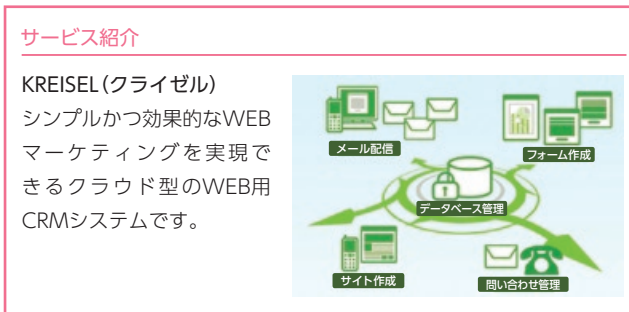 サービス紹介
KREISEL(クライゼル)
シンプルかつ効果的なWEB
マーケティングを実現で
きるクラウド型のWEB用
CRMシステムです。
メール配信
フォーム作成
データベース管理
サイト作成
問い合わせ管理